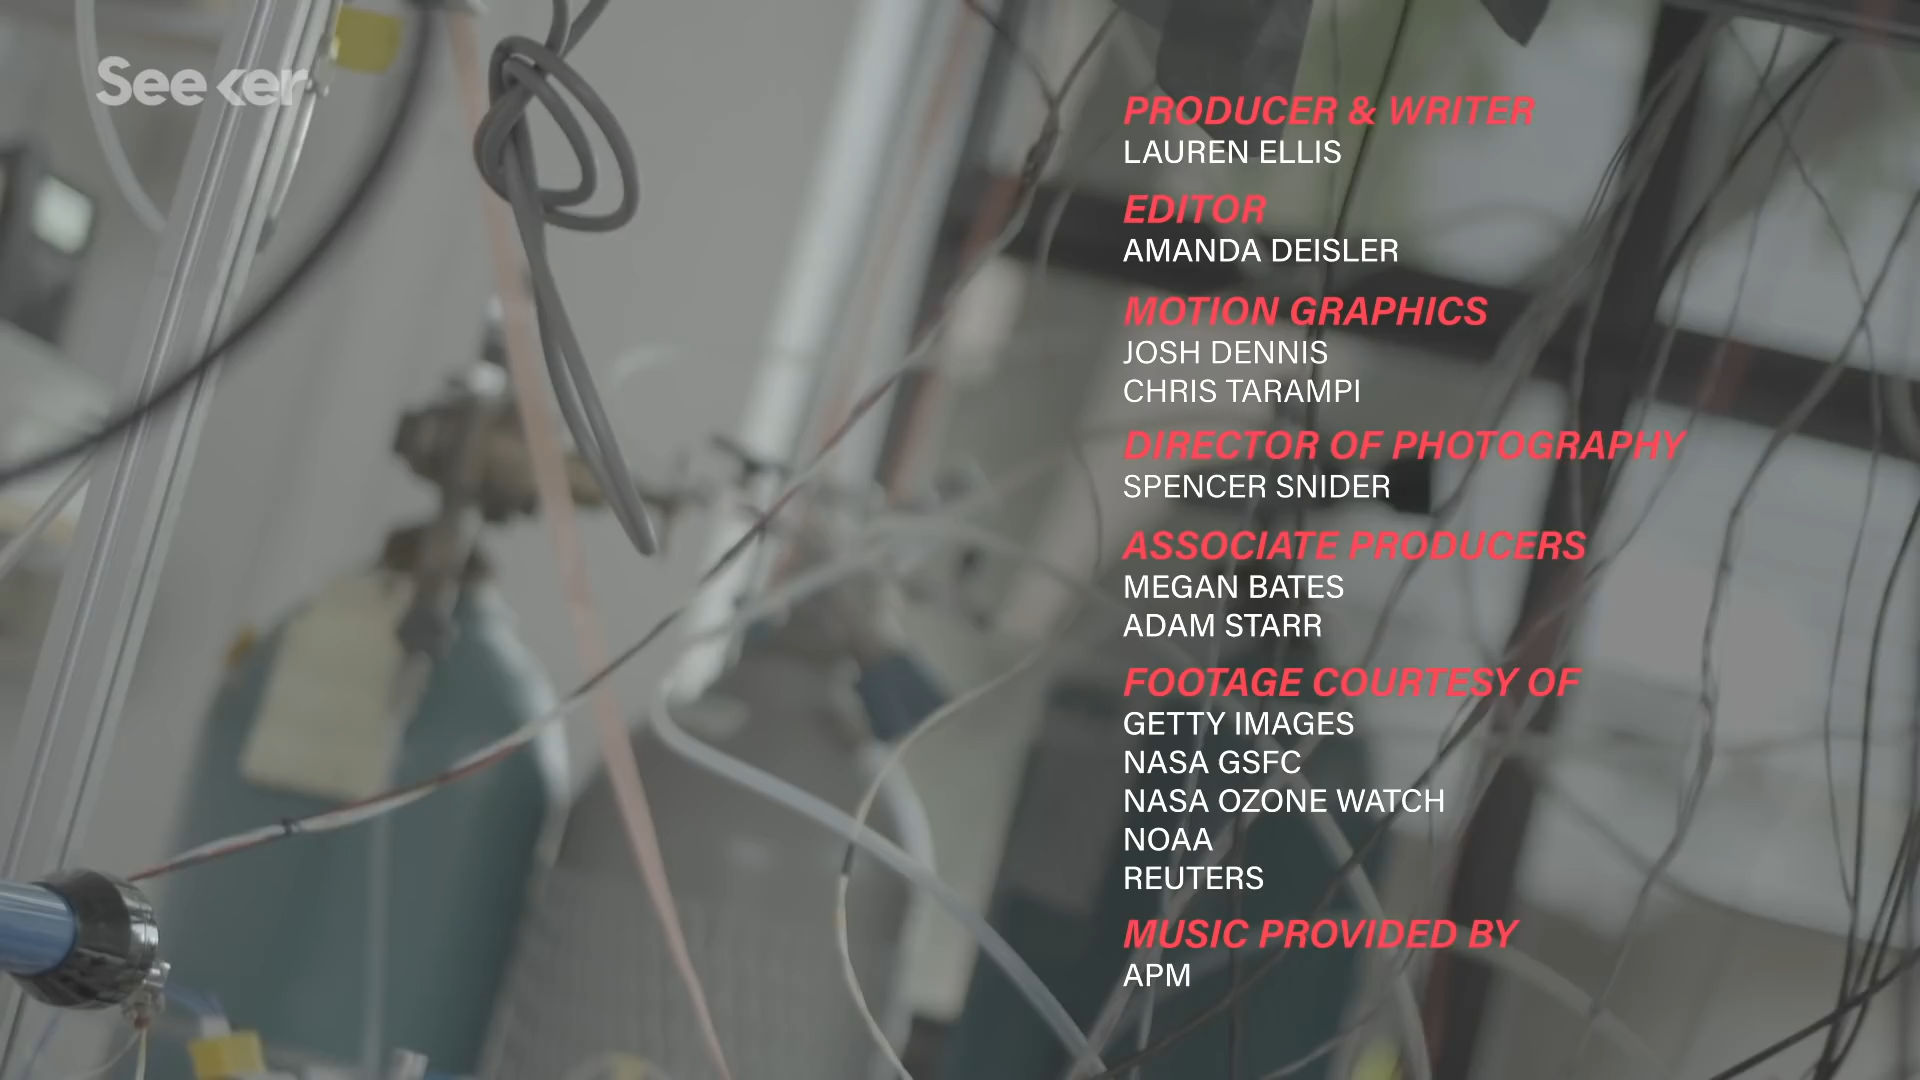 Seeker
PRODUCER & WRITER
LAUREN ELLIS
EDITOR
AMANDA DEISLER
MOTION GRAPHICS
JOSH DENNIS
CHRIS TARAMPI
DIRECTOR OF PHOTOGRAPHY
SPENCER SNIDER
ASSOCIATE PRODUCERS
MEGAN BATES
ADAM STARR
FOOTAGE COURTESY OF
GETTY IMAGES
NASA GSFC
NASA OZONE WATCH
NOAA
REUTERS
MUSIC PROVIDED BY
APM